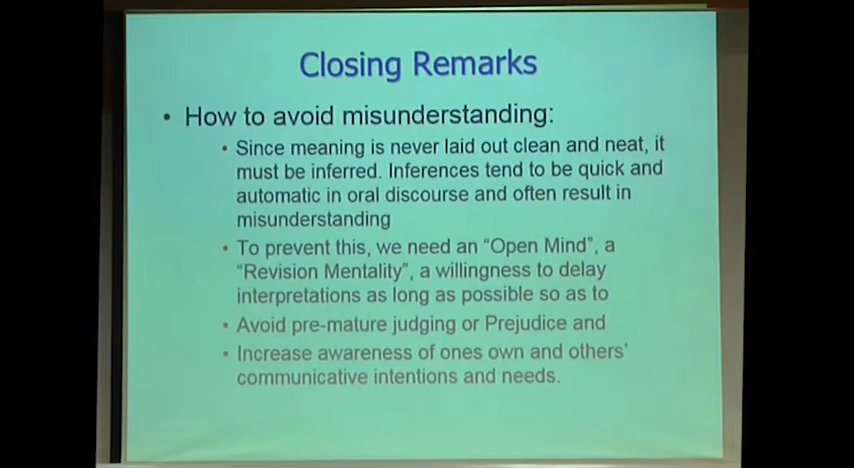 Closing Remarks
• How to avoid misunderstanding:
• Since meaning is never laid out clean and neat, it
must be inferred. Inferences tend to be quick and
automatic in oral discourse and often result in
misunderstanding
• To prevent this, we need an “Open Mind”, a
“Revision Mentality”, a willingness to delay
interpretations as long as possible so as to
• Avoid pre-mature judging or Prejudice and
• Increase awareness of ones own and others’
communicative intentions and needs.